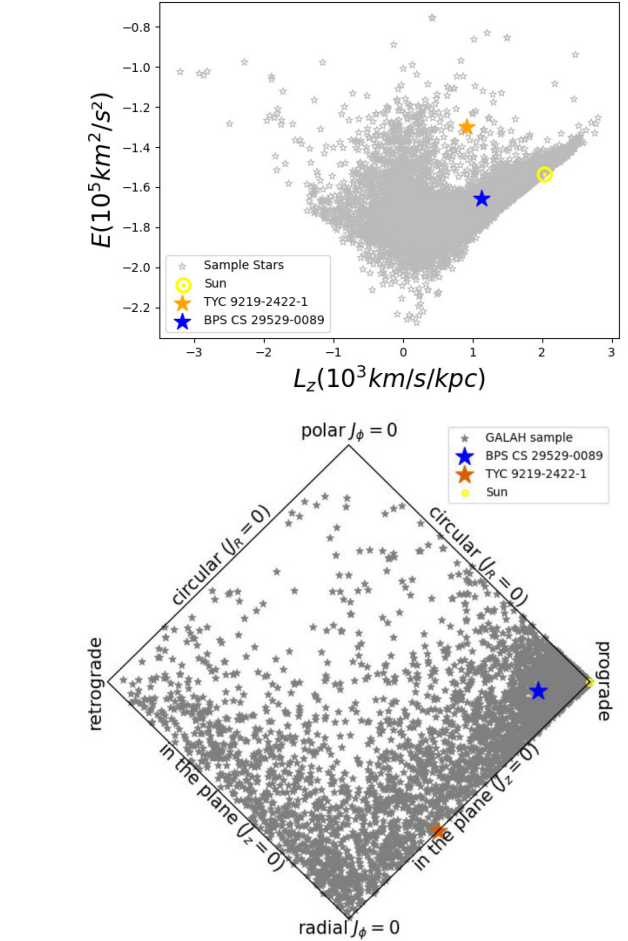 −0.8
−1.0
−1.2
−1.4
−1.6
−1.8
−2.0
−2.2
E(10⁵km²/s²)
Sample Stars
Sun
TYC 9219-2422-1
BPS CS 29529-0089
−3 −2 −1 0 1 2 3
L_z(10³km/s/kpc)
polar J_ϕ = 0
GALAH sample
BPS CS 29529-0089
TYC 9219-2422-1
Sun
circular (J_R = 0)
circular (J_R = 0)
retrograde
prograde
in the plane (J_z = 0)
in the plane (J_z = 0)
radial J_ϕ = 0